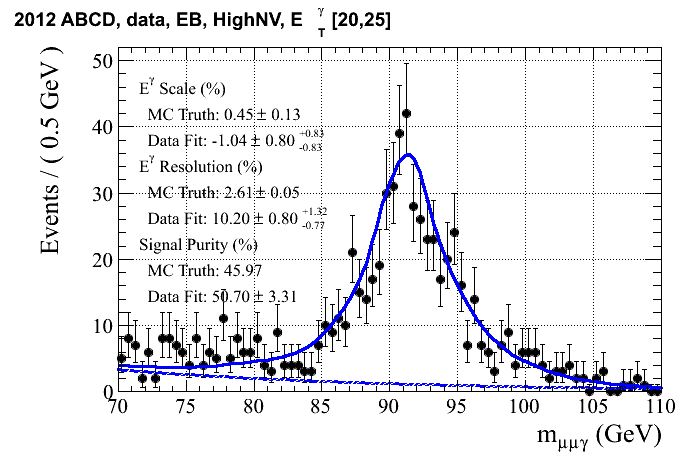 2012 ABCD, data, EB, HighNV, E γ T [20,25]
Events / ( 0.5 GeV )
50
40
30
20
10
0
E^γ Scale (%)
MC Truth: 0.45 ± 0.13
Data Fit: -1.04 ± 0.80 +0.83 -0.83
E^γ Resolution (%)
MC Truth: 2.61 ± 0.05
Data Fit: 10.20 ± 0.80 +1.32 -0.77
Signal Purity (%)
MC Truth: 45.97
Data Fit: 50.70 ± 3.31
70 75 80 85 90 95 100 105 110
m_μμγ (GeV)